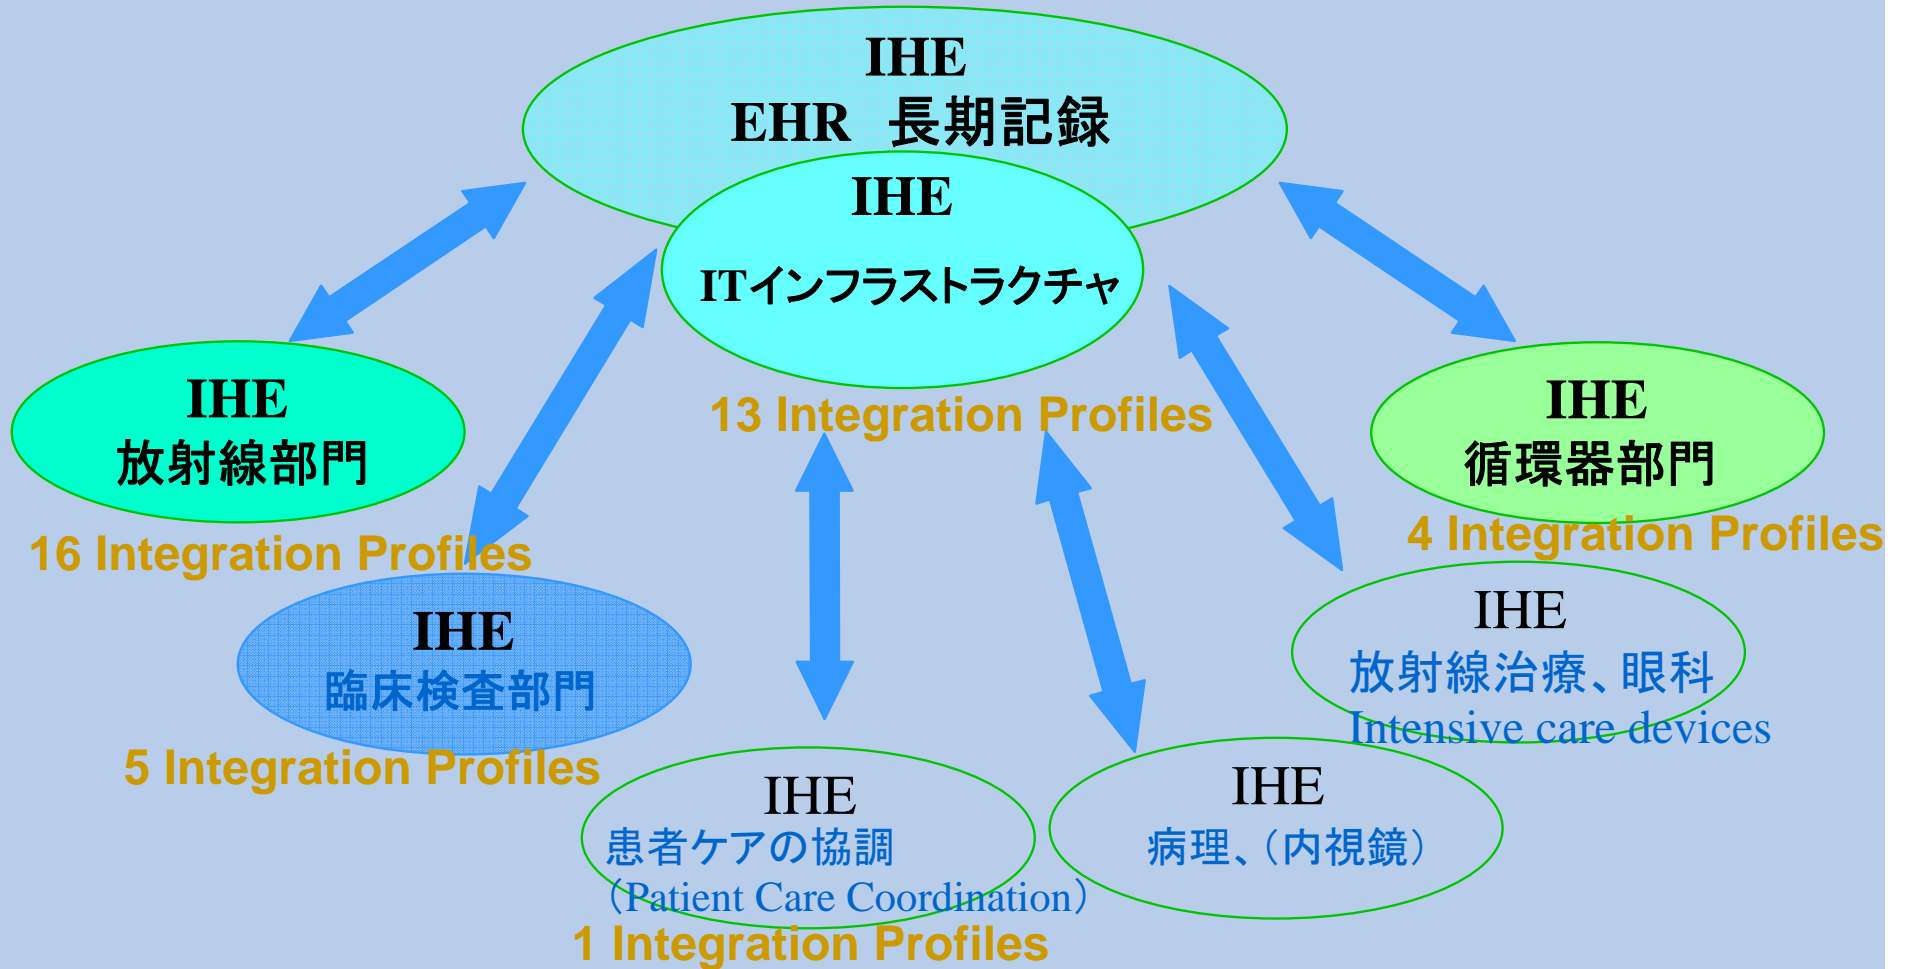 IHE
EHR 長期記録
IHE
ITインフラストラクチャ
13 Integration Profiles
IHE
放射線部門
16 Integration Profiles
IHE
循環器部門
4 Integration Profiles
IHE
臨床検査部門
5 Integration Profiles
IHE
放射線治療、眼科
Intensive care devices
IHE
患者ケアの協調
（Patient Care Coordination）
1 Integration Profiles
IHE
病理、（内視鏡）